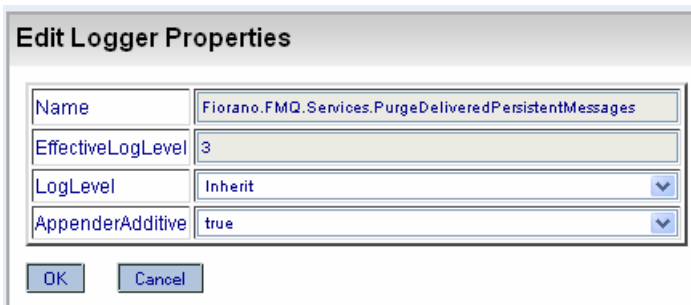 Edit Logger Properties
Name Fiorano.FMQ.Services.PurgeDeliveredPersistentMessages
EffectiveLogLevel 3
LogLevel Inherit
AppenderAdditive true
OK Cancel